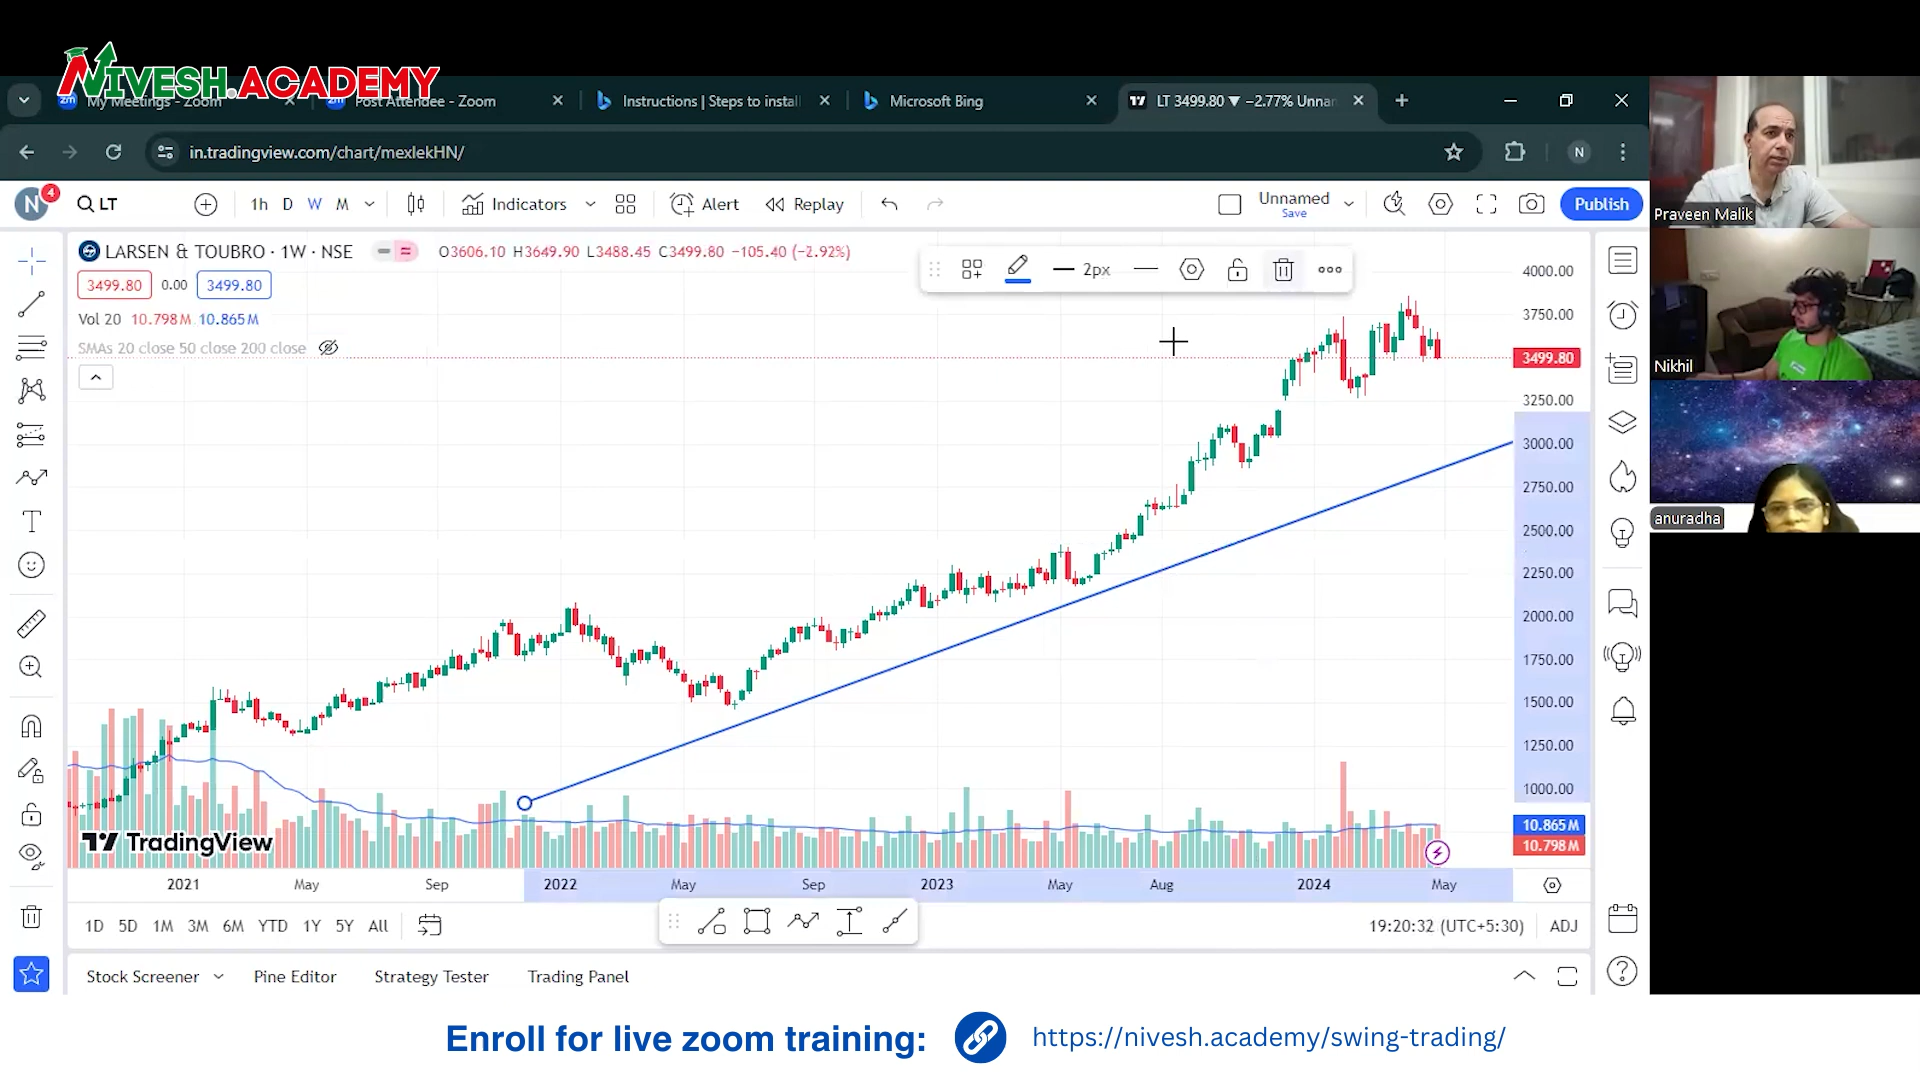 NIVESH.ACADEMY
My Meetings - Zoom
Post Attendee - Zoom
Instructions | Steps to instal
Microsoft Bing
LT 3499.80 ▼ −2.77% Unnar
in.tradingview.com/chart/mexlekHN/
N
N
4
LT
1h
D
W
M
Indicators
Alert
Replay
Unnamed
Save
Publish
LARSEN & TOUBRO · 1W · NSE
O3606.10 H3649.90 L3488.45 C3499.80 −105.40 (−2.92%)
3499.80
0.00
3499.80
Vol 20 10.798M 10.865M
SMAs 20 close 50 close 200 close
2px
4000.00
3750.00
3499.80
3250.00
3000.00
2750.00
2500.00
2250.00
2000.00
1750.00
1500.00
1250.00
1000.00
10.865M
10.798M
TradingView
2021
May
Sep
2022
May
Sep
2023
May
Aug
2024
May
1D
5D
1M
3M
6M
YTD
1Y
5Y
All
19:20:32 (UTC+5:30)
ADJ
Stock Screener
Pine Editor
Strategy Tester
Trading Panel
Praveen Malik
Nikhil
anuradha
Enroll for live zoom training:
https://nivesh.academy/swing-trading/